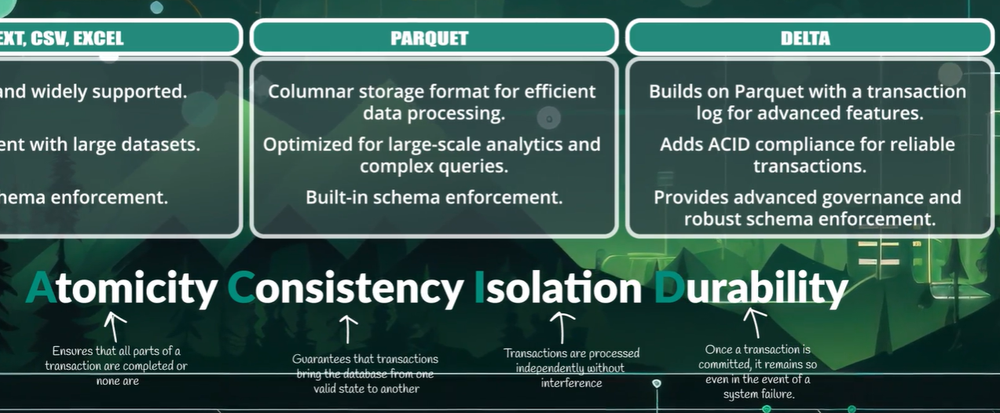 EXT, CSV, EXCEL
and widely supported.
ent with large datasets.
hema enforcement.
PARQUET
Columnar storage format for efficient
data processing.
Optimized for large-scale analytics and
complex queries.
Built-in schema enforcement.
DELTA
Builds on Parquet with a transaction
log for advanced features.
Adds ACID compliance for reliable
transactions.
Provides advanced governance and
robust schema enforcement.
Atomicity Consistency Isolation Durability
Ensures that all parts of a
transaction are completed or
none are
Guarantees that transactions
bring the database from one
valid state to another
Transactions are processed
independently without
interference
Once a transaction is
committed, it remains so
even in the event of a
system failure.